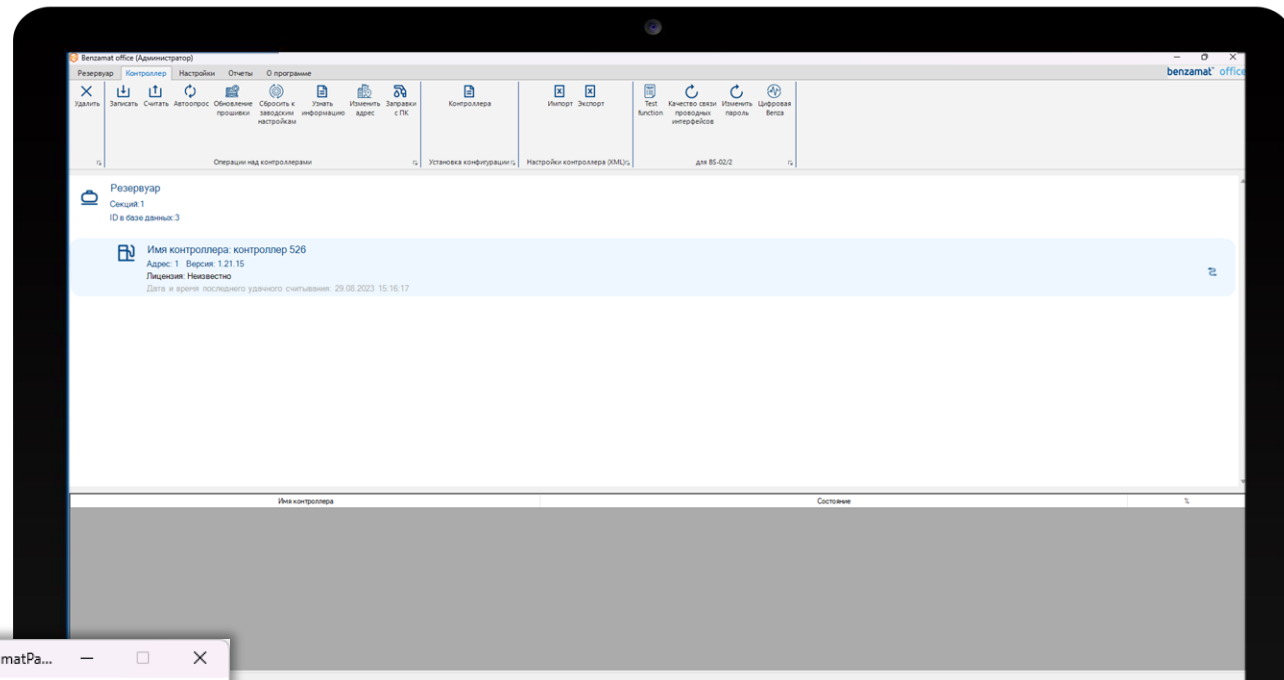 Benzamat office (Администратор)
Резервуар Контроллер Настройки Отчеты О программе
benzamat office
Удалить Записать Считать Автоопрос Обновление прошивки Сбросить к заводским настройкам Узнать информацию Изменить адрес Заправки с ПК Контроллера Импорт Экспорт Test function Качество связи проводных интерфейсов Изменить пароль Цифровая Benza
Операции над контроллерами Установка конфигурации Настройки контроллера (XML) для BS-02/2
Резервуар
Секций:1
ID в базе данных:3
Имя контроллера: контроллер 526
Адрес: 1 Версия: 1.21.15
Лицензия: Неизвестно
Дата и время последнего удачного считывания: 29.08.2023 15:16:17
Имя контроллера Состояние %
matPa...